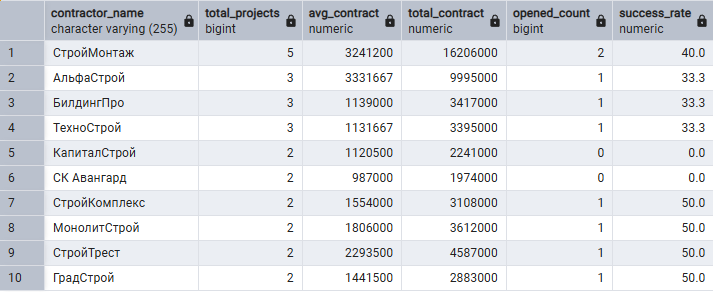 contractor_name total_projects avg_contract total_contract opened_count success_rate
character varying (255) bigint numeric numeric bigint numeric
1 СтройМонтаж 5 3241200 16206000 2 40.0
2 АльфаСтрой 3 3331667 9995000 1 33.3
3 БилдингПро 3 1139000 3417000 1 33.3
4 ТехноСтрой 3 1131667 3395000 1 33.3
5 КапиталСтрой 2 1120500 2241000 0 0.0
6 СК Авангард 2 987000 1974000 0 0.0
7 СтройКомплекс 2 1554000 3108000 1 50.0
8 МонолитСтрой 2 1806000 3612000 1 50.0
9 СтройТрест 2 2293500 4587000 1 50.0
10 ГрадСтрой 2 1441500 2883000 1 50.0